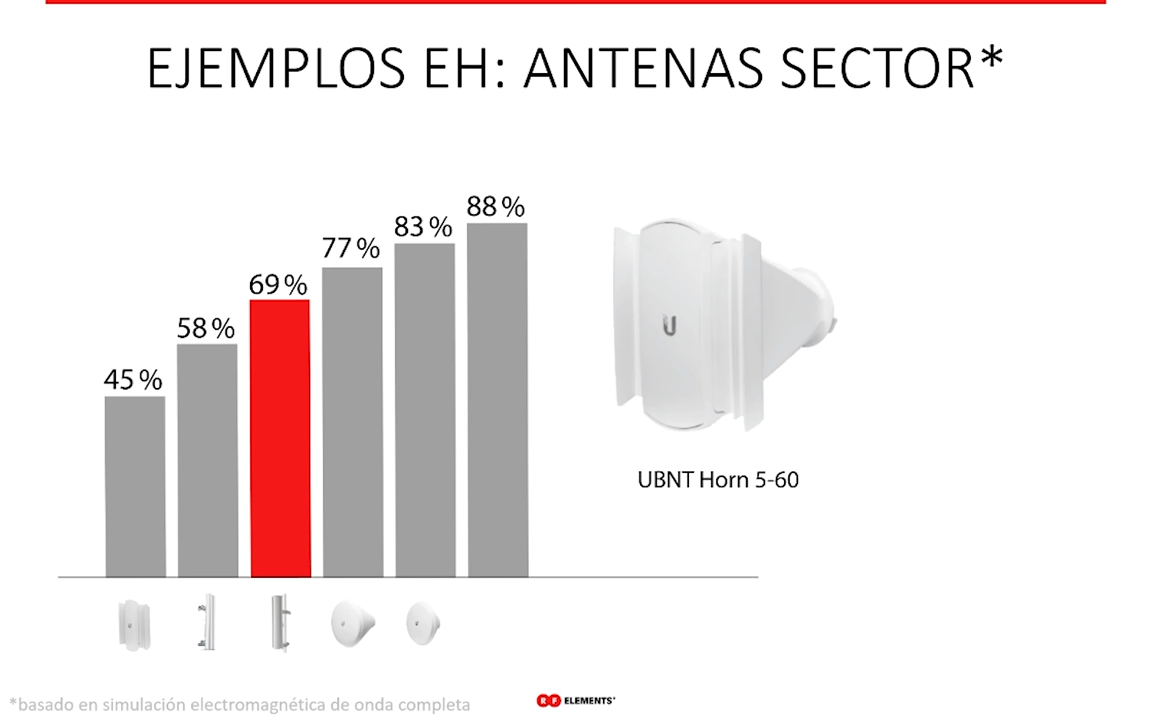 EJEMPLOS EH: ANTENAS SECTOR*
45 %
58 %
69 %
77 %
83 %
88 %
UBNT Horn 5-60
*basado en simulación electromagnética de onda completa
RF ELEMENTS